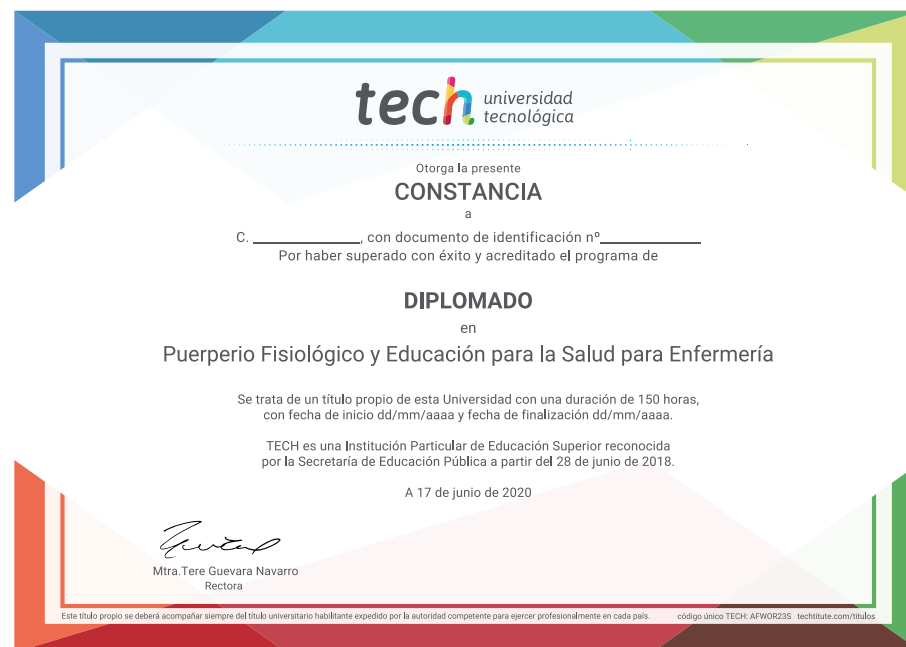 tech universidad
tecnológica
Otorga la presente
CONSTANCIA
a
C. ____________, con documento de identificación nº____________
Por haber superado con éxito y acreditado el programa de
DIPLOMADO
en
Puerperio Fisiológico y Educación para la Salud para Enfermería
Se trata de un título propio de esta Universidad con una duración de 150 horas,
con fecha de inicio dd/mm/aaaa y fecha de finalización dd/mm/aaaa.
TECH es una Institución Particular de Educación Superior reconocida
por la Secretaría de Educación Pública a partir del 28 de junio de 2018.
A 17 de junio de 2020
Mtra.Tere Guevara Navarro
Rectora
Este título propio se deberá acompañar siempre del título universitario habilitante expedido por la autoridad competente para ejercer profesionalmente en cada país. código único TECH: AFWOR23S techtitute.com/titulos